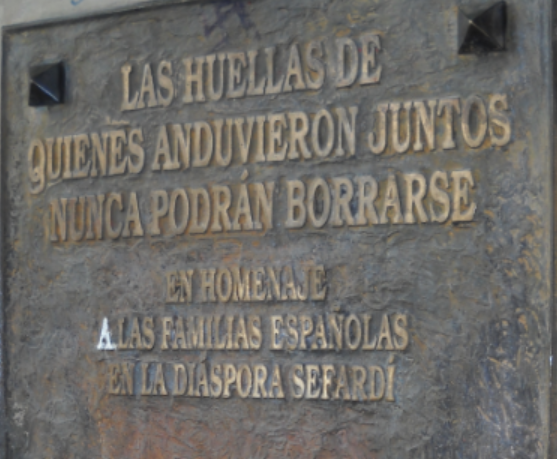 LAS HUELLAS DE
QUIENES ANDUVIERON JUNTOS
NUNCA PODRÁN BORRARSE
EN HOMENAJE
A LAS FAMILIAS ESPAÑOLAS
EN LA DIÁSPORA SEFARDÍ